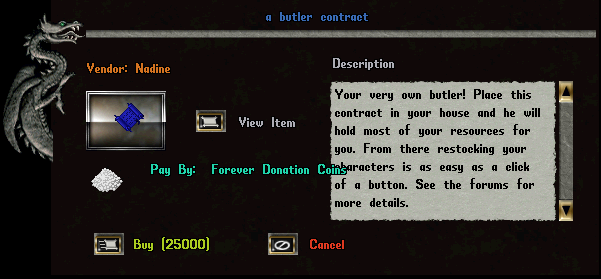 a butler contract
Vendor: Nadine
Description
View Item
Your very own butler! Place this
contract in your house and he will
hold most of your resources for
you. From there restocking your
characters is as easy as a click
of a button. See the forums for
more details.
Pay By: Forever Donation Coins
Buy (25000)
Cancel